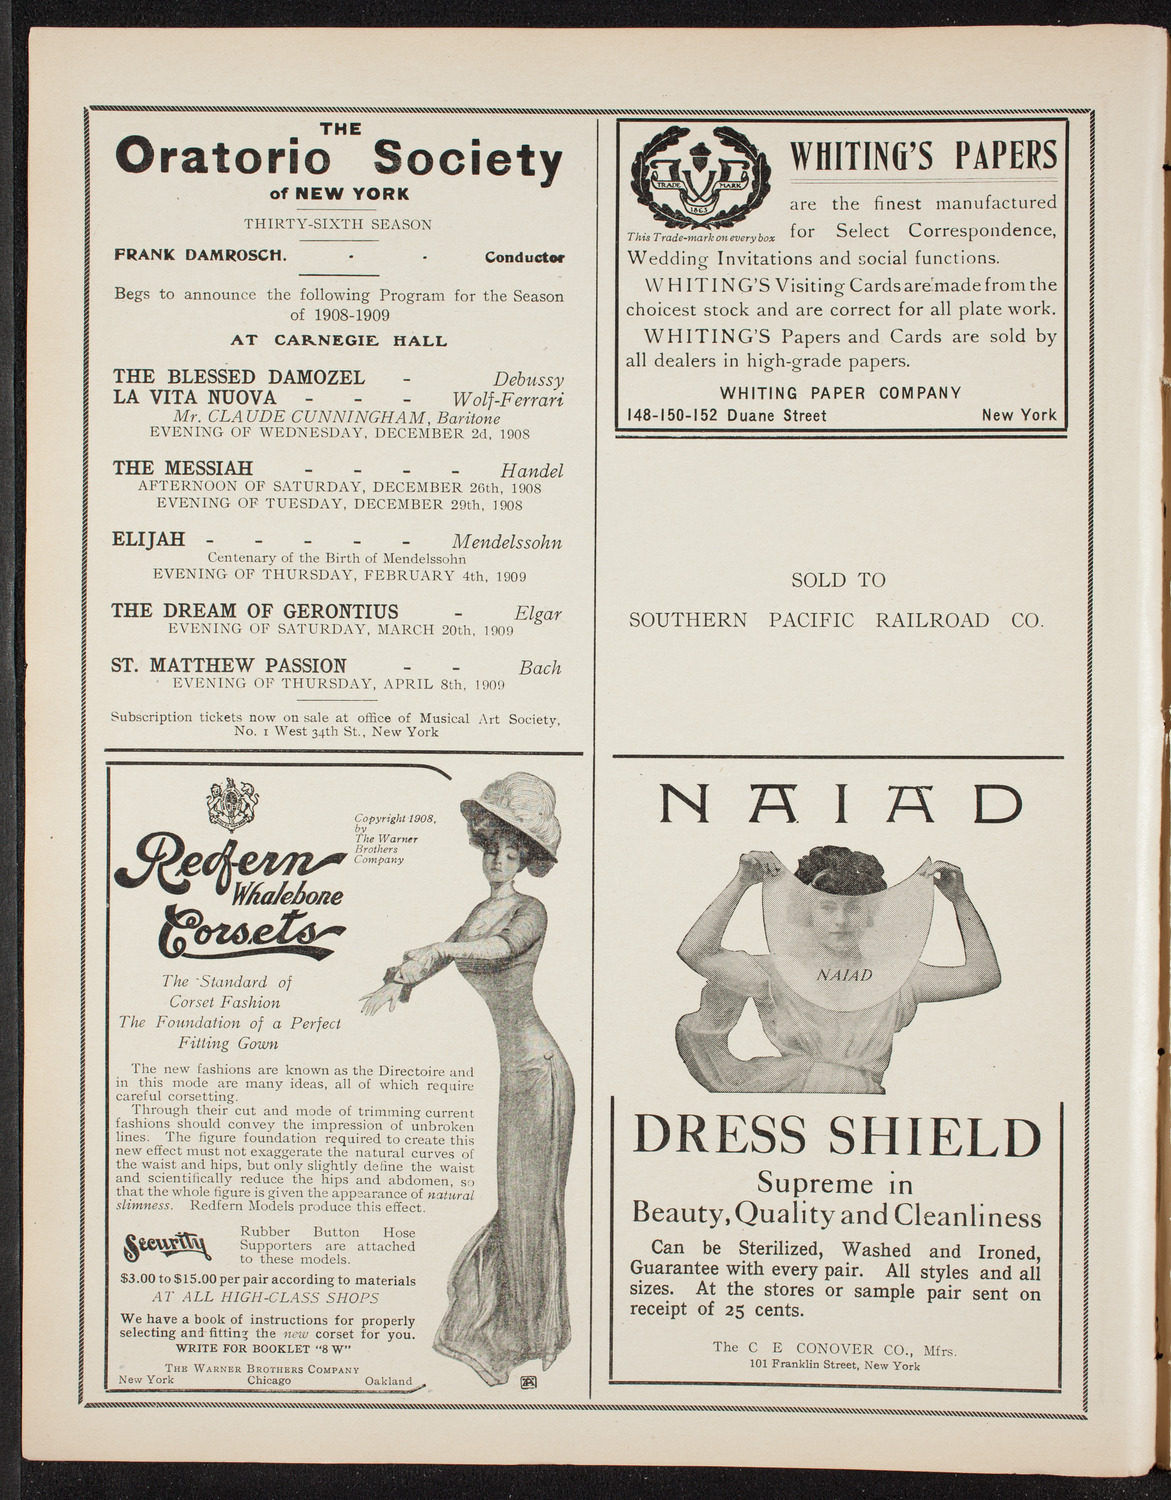 THE
Oratorio Society
of NEW YORK
THIRTY-SIXTH SEASON
FRANK DAMROSCH. - - Conductor
Begs to announce the following Program for the Season
of 1908-1909
AT CARNEGIE HALL
THE BLESSED DAMOZEL - Debussy
LA VITA NUOVA - - - Wolf-Ferrari
Mr. CLAUDE CUNNINGHAM, Baritone
EVENING OF WEDNESDAY, DECEMBER 2d, 1908
THE MESSIAH - - - - Handel
AFTERNOON OF SATURDAY, DECEMBER 26th, 1908
EVENING OF TUESDAY, DECEMBER 29th, 1908
ELIJAH - - - - - Mendelssohn
Centenary of the Birth of Mendelssohn
EVENING OF THURSDAY, FEBRUARY 4th, 1909
THE DREAM OF GERONTIUS - Elgar
EVENING OF SATURDAY, MARCH 20th, 1909
ST. MATTHEW PASSION - - Bach
EVENING OF THURSDAY, APRIL 8th, 1909
Subscription tickets now on sale at office of Musical Art Society,
No. 1 West 34th St., New York
Redfern
Whalebone
Corsets
Copyright 1908,
by
The Warner
Brothers
Company
The Standard of
Corset Fashion
The Foundation of a Perfect
Fitting Gown
The new fashions are known as the Directoire and
in this mode are many ideas, all of which require
careful corsetting.
Through their cut and mode of trimming current
fashions should convey the impression of unbroken
lines. The figure foundation required to create this
new effect must not exaggerate the natural curves of
the waist and hips, but only slightly define the waist
and scientifically reduce the hips and abdomen, so
that the whole figure is given the appearance of natural
slimness. Redfern Models produce this effect.
Security
Rubber Button Hose
Supporters are attached
to these models.
$3.00 to $15.00 per pair according to materials
AT ALL HIGH-CLASS SHOPS
We have a book of instructions for properly
selecting and fitting the new corset for you.
WRITE FOR BOOKLET "8 W"
THE WARNER BROTHERS COMPANY
New York Chicago Oakland
TRADE MARK
1865
This Trade-mark on every box
WHITING'S PAPERS
are the finest manufactured
for Select Correspondence,
Wedding Invitations and social functions.
WHITING'S Visiting Cards are made from the
choicest stock and are correct for all plate work.
WHITING'S Papers and Cards are sold by
all dealers in high-grade papers.
WHITING PAPER COMPANY
148-150-152 Duane Street New York
SOLD TO
SOUTHERN PACIFIC RAILROAD CO.
NAIAD
NAIAD
DRESS SHIELD
Supreme in
Beauty, Quality and Cleanliness
Can be Sterilized, Washed and Ironed,
Guarantee with every pair. All styles and all
sizes. At the stores or sample pair sent on
receipt of 25 cents.
The C E CONOVER CO., Mfrs.
101 Franklin Street, New York